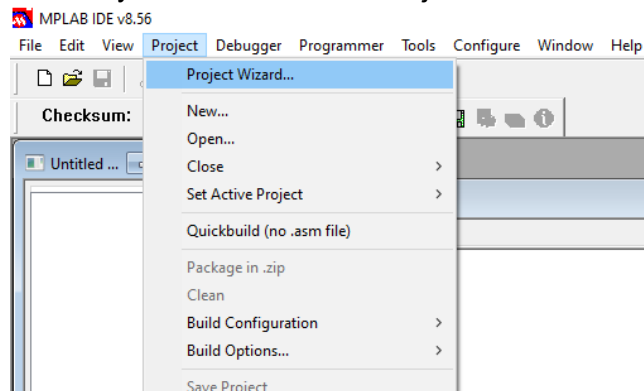 MPLAB IDE v8.56
File Edit View Project Debugger Programmer Tools Configure Window Help
Project Wizard...
Checksum:
New...
Open...
Untitled ...
Close
Set Active Project
Quickbuild (no .asm file)
Package in .zip
Clean
Build Configuration
Build Options...
Save Project